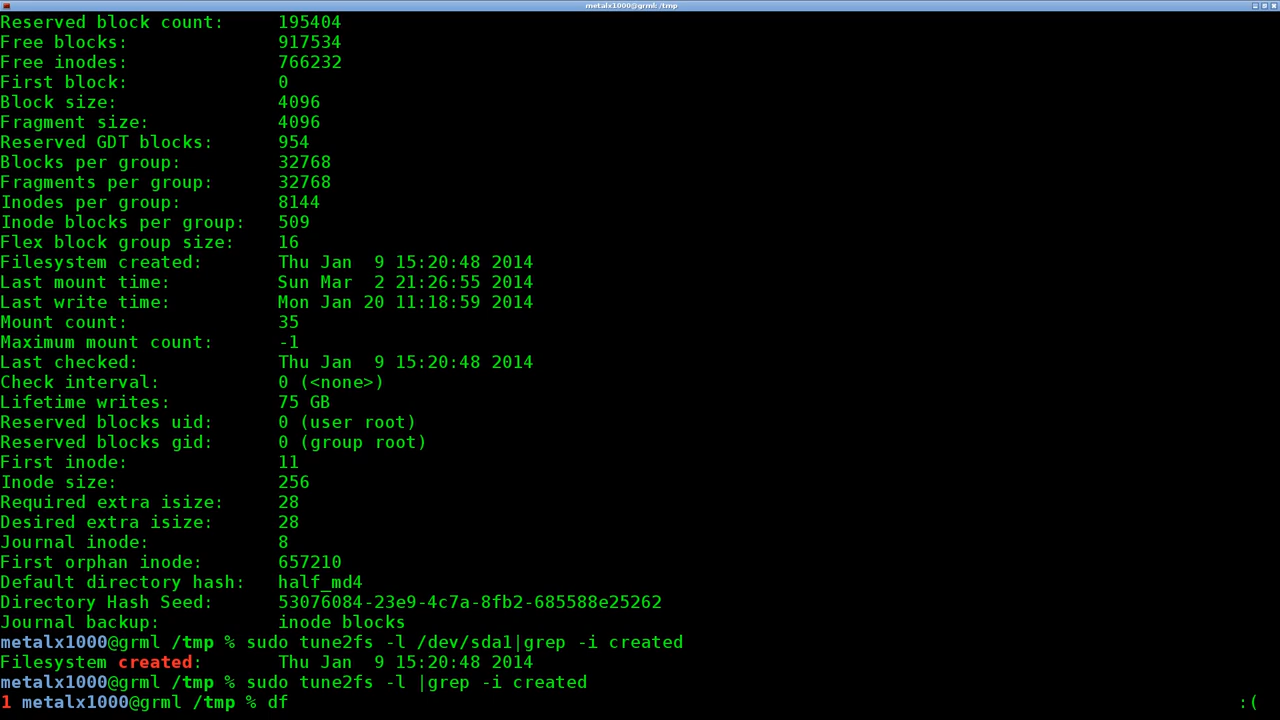 metalx1000@grml: /tmp
Reserved block count:     195404
Free blocks:              917534
Free inodes:              766232
First block:              0
Block size:               4096
Fragment size:            4096
Reserved GDT blocks:      954
Blocks per group:         32768
Fragments per group:      32768
Inodes per group:         8144
Inode blocks per group:   509
Flex block group size:    16
Filesystem created:       Thu Jan  9 15:20:48 2014
Last mount time:          Sun Mar  2 21:26:55 2014
Last write time:          Mon Jan 20 11:18:59 2014
Mount count:              35
Maximum mount count:      -1
Last checked:             Thu Jan  9 15:20:48 2014
Check interval:           0 (<none>)
Lifetime writes:          75 GB
Reserved blocks uid:      0 (user root)
Reserved blocks gid:      0 (group root)
First inode:              11
Inode size:               256
Required extra isize:     28
Desired extra isize:      28
Journal inode:            8
First orphan inode:       657210
Default directory hash:   half_md4
Directory Hash Seed:      53076084-23e9-4c7a-8fb2-685588e25262
Journal backup:           inode blocks
metalx1000@grml /tmp % sudo tune2fs -l /dev/sda1|grep -i created
Filesystem created:       Thu Jan  9 15:20:48 2014
metalx1000@grml /tmp % sudo tune2fs -l |grep -i created
1 metalx1000@grml /tmp % df :(